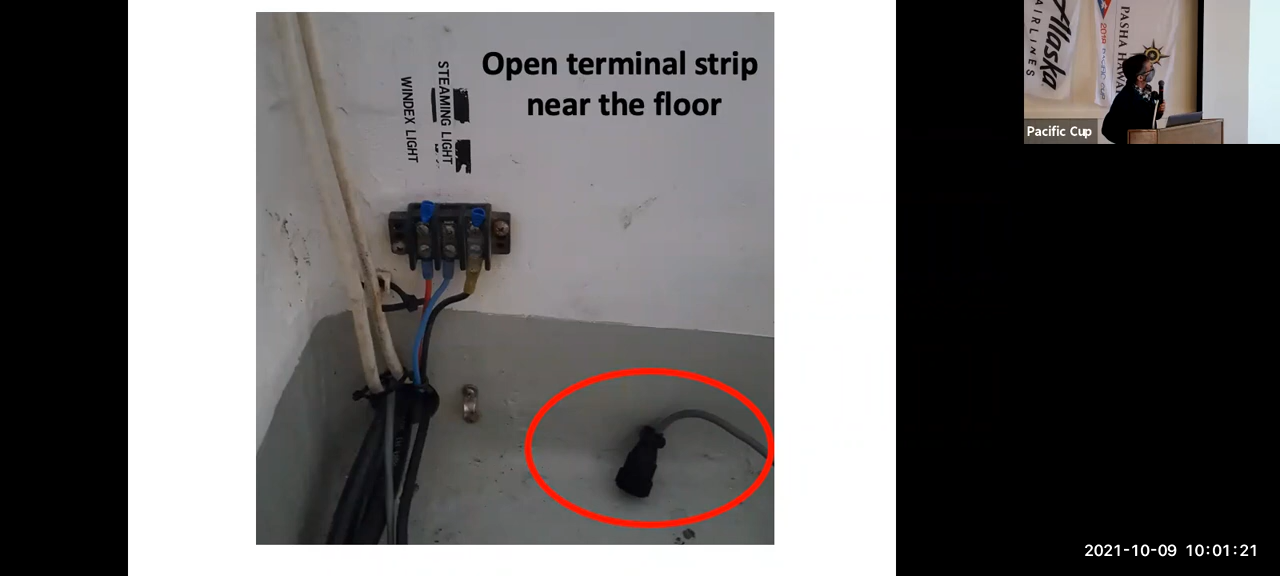 Open terminal strip
near the floor
STEAMING LIGHT
WINDEX LIGHT
Alaska
AIRLINES
PASHA HAWA
Pacific Cup
2021-10-09 10:01:21